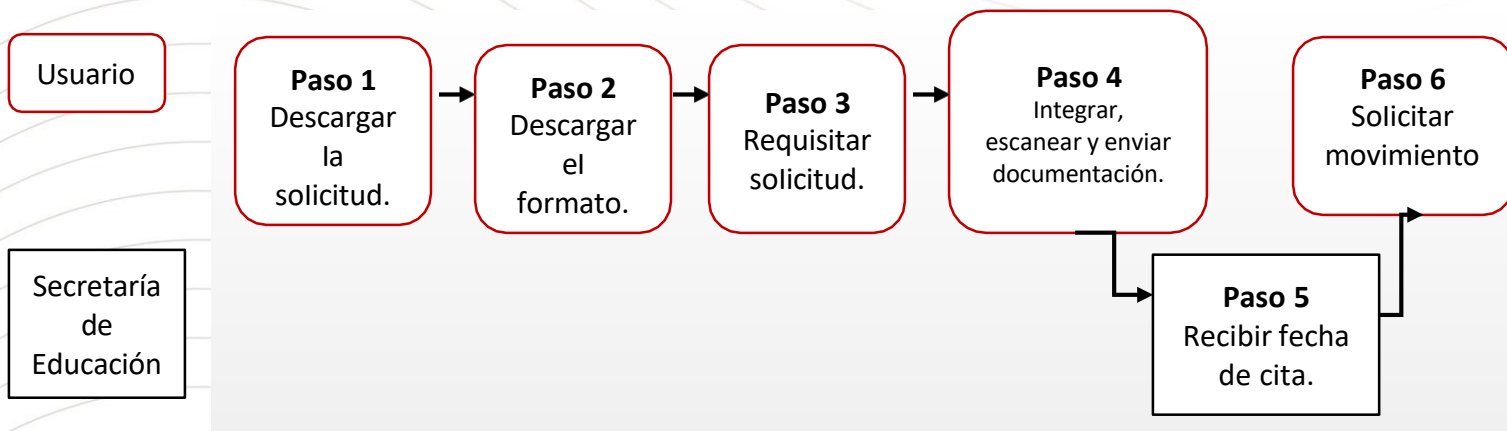 Usuario
Paso 1
Descargar
la
solicitud.
Paso 2
Descargar
el
formato.
Paso 3
Requisitar
solicitud.
Paso 4
Integrar,
escanear y enviar
documentación.
Paso 6
Solicitar
movimiento
Secretaría
de
Educación
Paso 5
Recibir fecha
de cita.